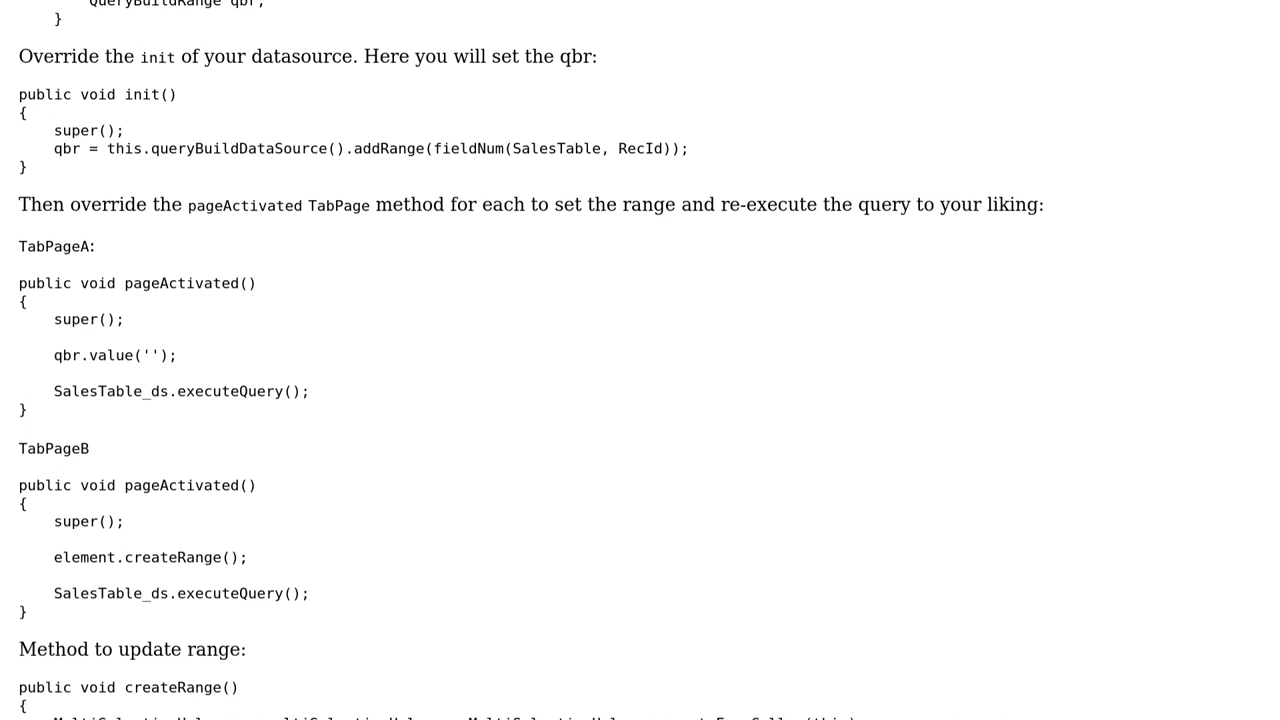 QueryBuildRange qbr;
}
Override the init of your datasource. Here you will set the qbr:
public void init()
{
super();
qbr = this.queryBuildDataSource().addRange(fieldNum(SalesTable, RecId));
}
Then override the pageActivated TabPage method for each to set the range and re-execute the query to your liking:
TabPageA:
public void pageActivated()
{
super();
qbr.value('');
SalesTable_ds.executeQuery();
}
TabPageB
public void pageActivated()
{
super();
element.createRange();
SalesTable_ds.executeQuery();
}
Method to update range:
public void createRange()
{